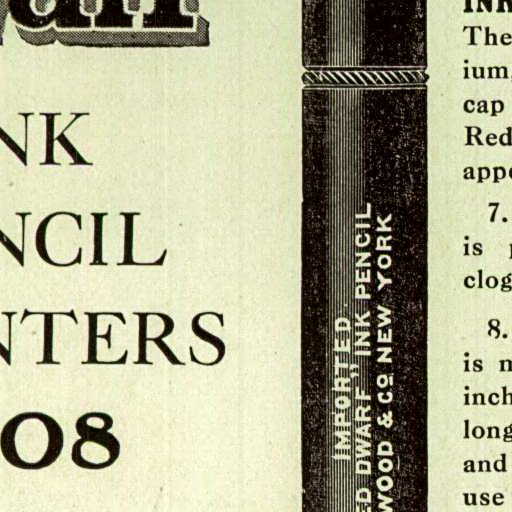 NK
NCIL
NTERS
08
IMPORTED
ED DWARF" INK PENCIL
WOOD & CO NEW YORK
INK
The
ium,
cap
Red
appe
7.
is p
clog
8.
is m
inch
long
and
use